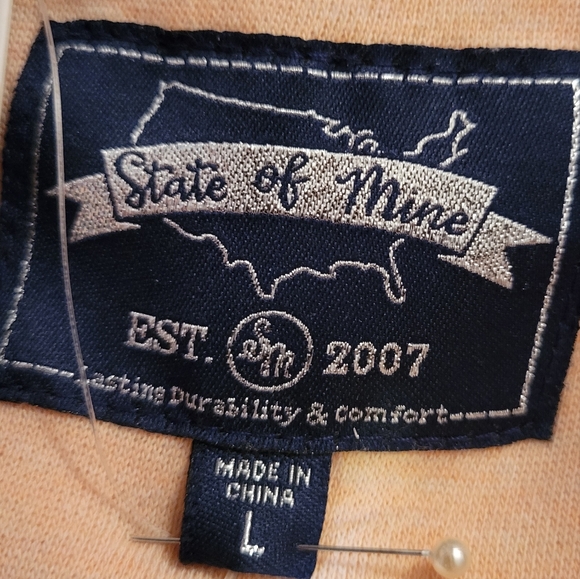 State of Mine
EST. SM 2007
Lasting Durability & Comfort
MADE IN
CHINA
L